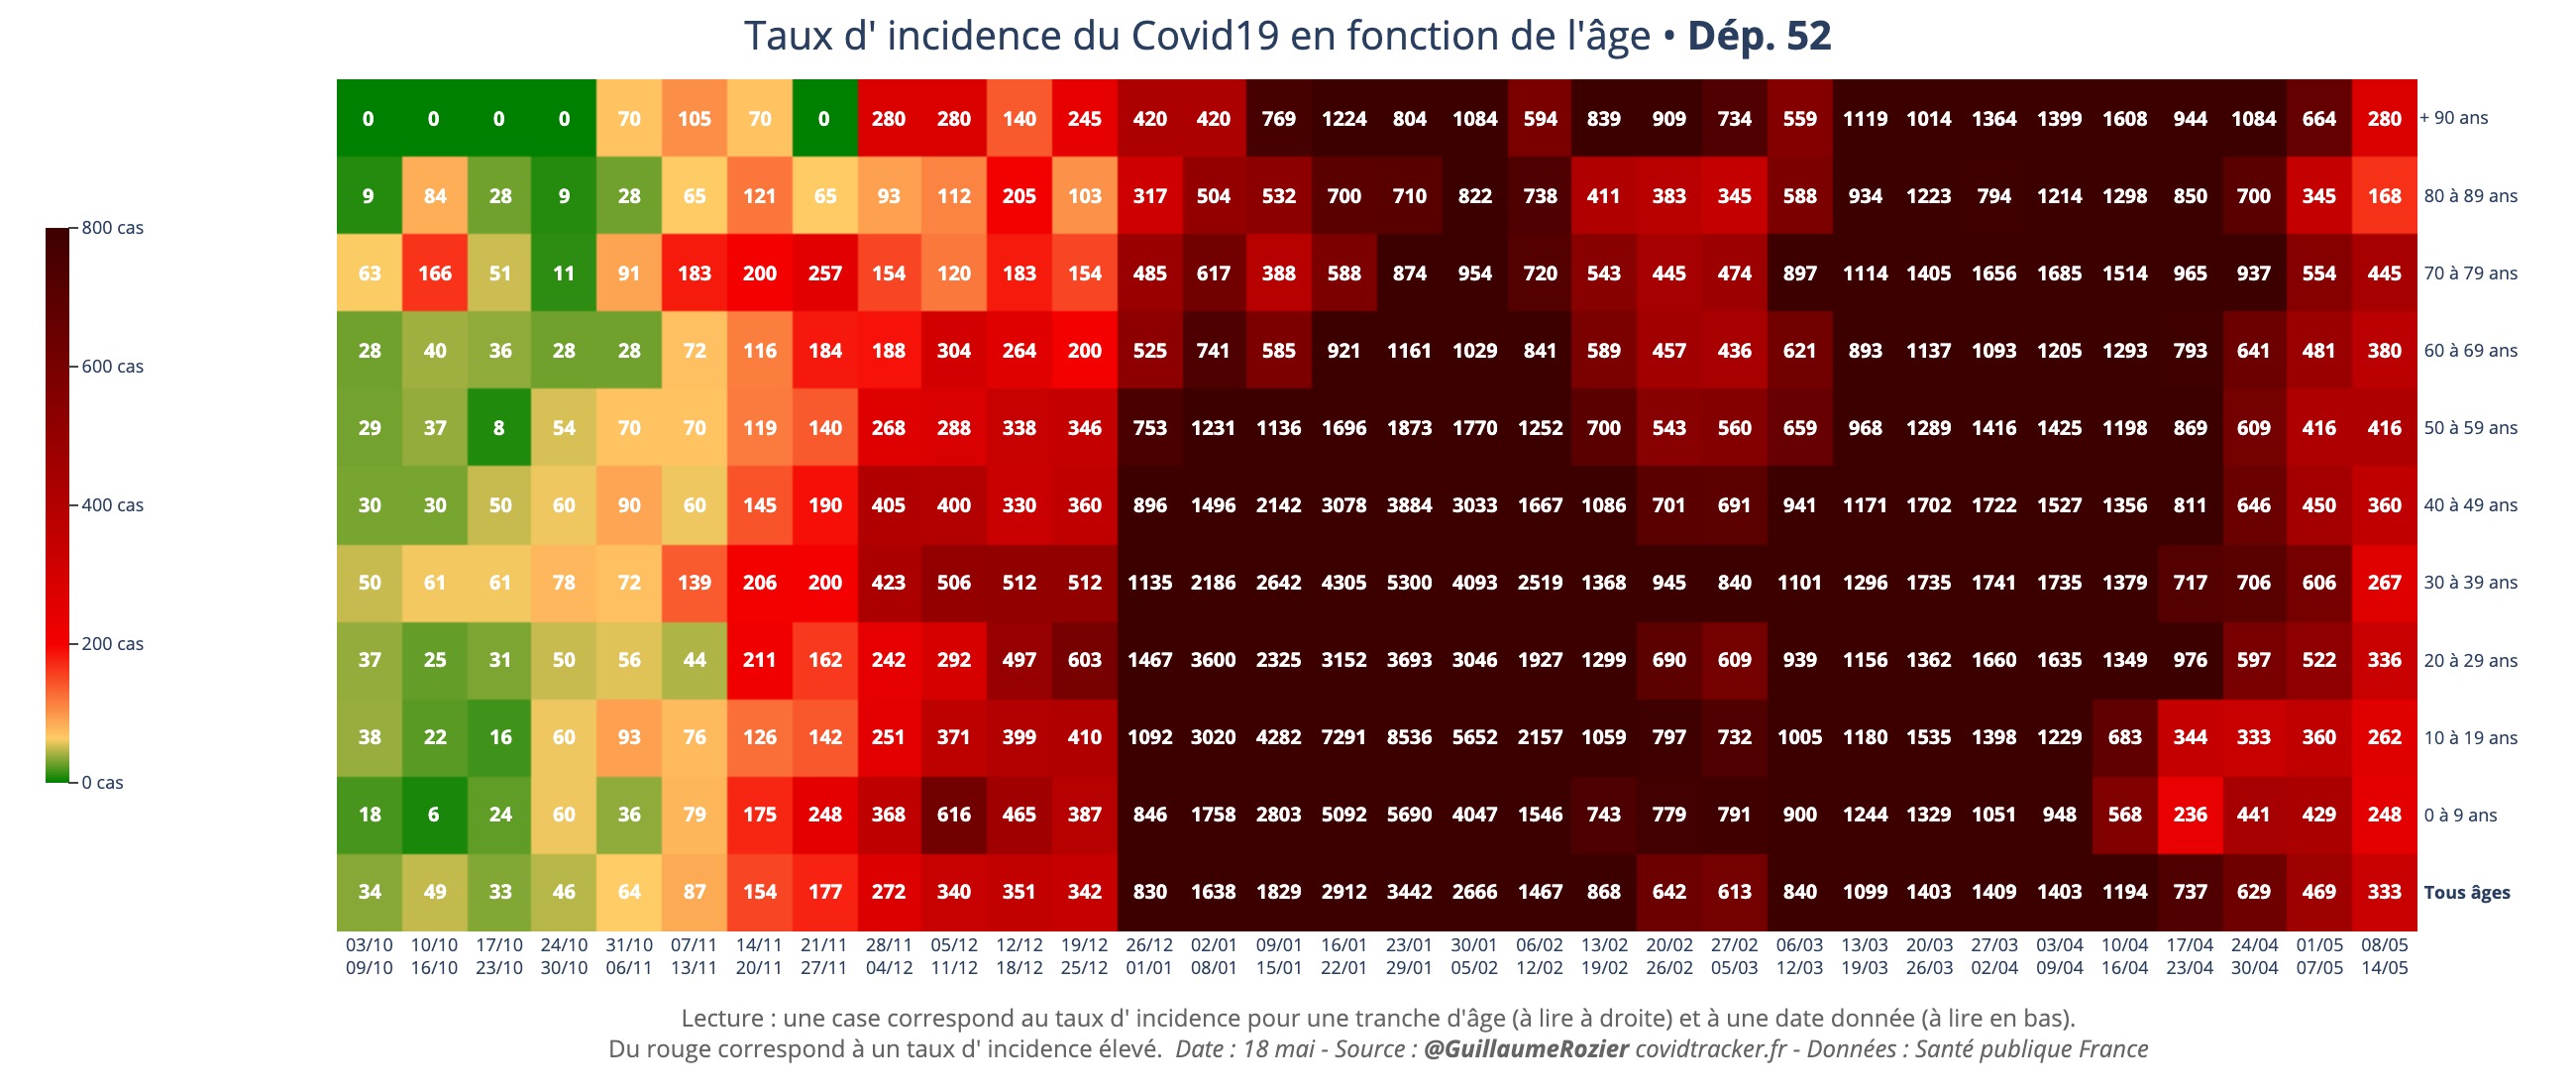 Taux d' incidence du Covid19 en fonction de l'âge • Dép. 52
0 0 0 0 70 105 70 0 280 280 140 245 420 420 769 1224 804 1084 594 839 909 734 559 1119 1014 1364 1399 1608 944 1084 664 280 + 90 ans
9 84 28 9 28 65 121 65 93 112 205 103 317 504 532 700 710 822 738 411 383 345 588 934 1223 794 1214 1298 850 700 345 168 80 à 89 ans
800 cas
63 166 51 11 91 183 200 257 154 120 183 154 485 617 388 588 874 954 720 543 445 474 897 1114 1405 1656 1685 1514 965 937 554 445 70 à 79 ans
28 40 36 28 28 72 116 184 188 304 264 200 525 741 585 921 1161 1029 841 589 457 436 621 893 1137 1093 1205 1293 793 641 481 380 60 à 69 ans
600 cas
29 37 8 54 70 70 119 140 268 288 338 346 753 1231 1136 1696 1873 1770 1252 700 543 560 659 968 1289 1416 1425 1198 869 609 416 416 50 à 59 ans
400 cas
30 30 50 60 90 60 145 190 405 400 330 360 896 1496 2142 3078 3884 3033 1667 1086 701 691 941 1171 1702 1722 1527 1356 811 646 450 360 40 à 49 ans
50 61 61 78 72 139 206 200 423 506 512 512 1135 2186 2642 4305 5300 4093 2519 1368 945 840 1101 1296 1735 1741 1735 1379 717 706 606 267 30 à 39 ans
200 cas
37 25 31 50 56 44 211 162 242 292 497 603 1467 3600 2325 3152 3693 3046 1927 1299 690 609 939 1156 1362 1660 1635 1349 976 597 522 336 20 à 29 ans
38 22 16 60 93 76 126 142 251 371 399 410 1092 3020 4282 7291 8536 5652 2157 1059 797 732 1005 1180 1535 1398 1229 683 344 333 360 262 10 à 19 ans
0 cas
18 6 24 60 36 79 175 248 368 616 465 387 846 1758 2803 5092 5690 4047 1546 743 779 791 900 1244 1329 1051 948 568 236 441 429 248 0 à 9 ans
34 49 33 46 64 87 154 177 272 340 351 342 830 1638 1829 2912 3442 2666 1467 868 642 613 840 1099 1403 1409 1403 1194 737 629 469 333 Tous âges
03/10 10/10 17/10 24/10 31/10 07/11 14/11 21/11 28/11 05/12 12/12 19/12 26/12 02/01 09/01 16/01 23/01 30/01 06/02 13/02 20/02 27/02 06/03 13/03 20/03 27/03 03/04 10/04 17/04 24/04 01/05 08/05
09/10 16/10 23/10 30/10 06/11 13/11 20/11 27/11 04/12 11/12 18/12 25/12 01/01 08/01 15/01 22/01 29/01 05/02 12/02 19/02 26/02 05/03 12/03 19/03 26/03 02/04 09/04 16/04 23/04 30/04 07/05 14/05
Lecture : une case correspond au taux d' incidence pour une tranche d'âge (à lire à droite) et à une date donnée (à lire en bas).
Du rouge correspond à un taux d' incidence élevé. Date : 18 mai - Source : @GuillaumeRozier covidtracker.fr - Données : Santé publique France